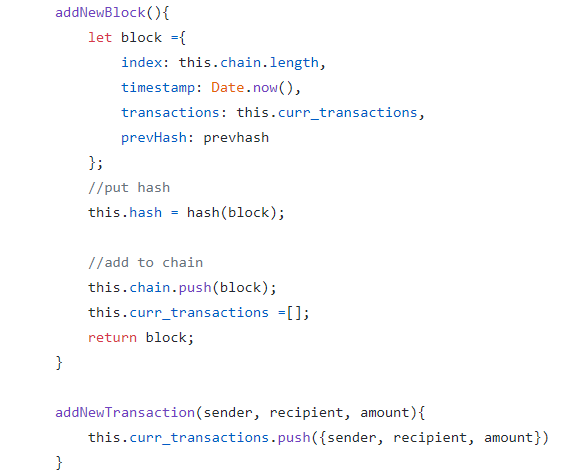 addNewBlock(){
let block ={
index: this.chain.length,
timestamp: Date.now(),
transactions: this.curr_transactions,
prevHash: prevhash
};
//put hash
this.hash = hash(block);
//add to chain
this.chain.push(block);
this.curr_transactions =[];
return block;
}
addNewTransaction(sender, recipient, amount){
this.curr_transactions.push({sender, recipient, amount})
}